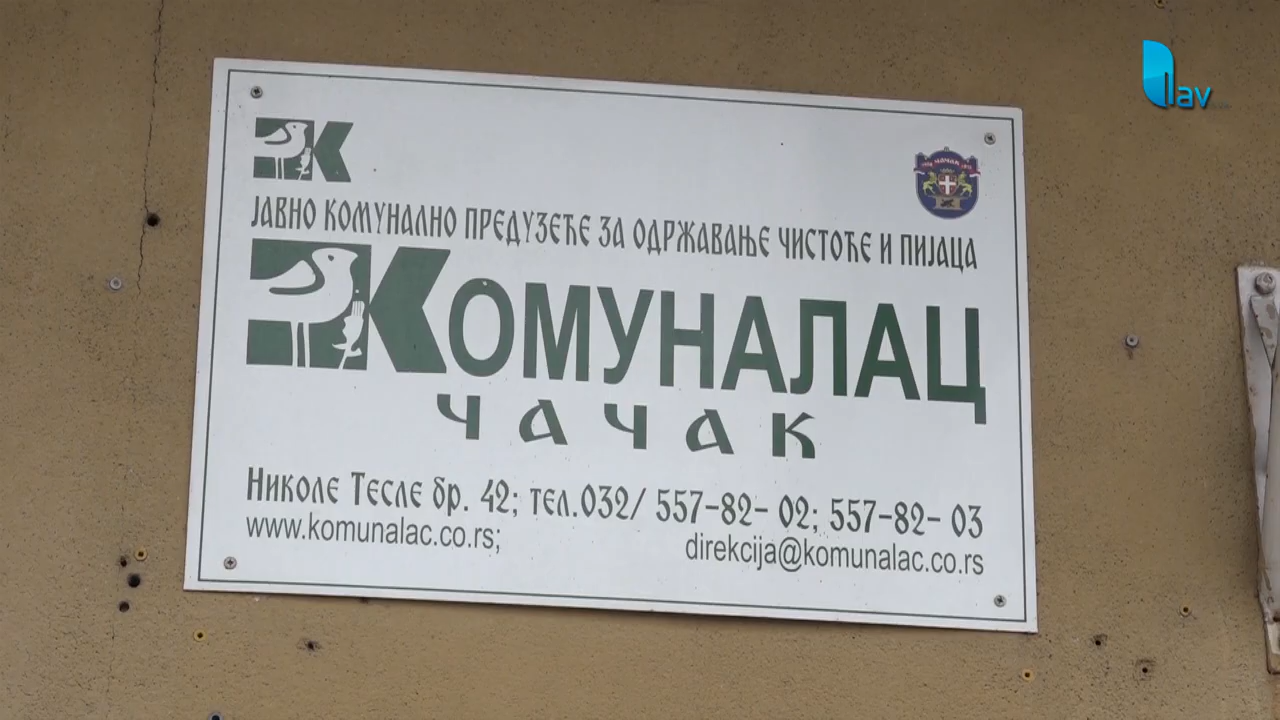 lav
ЈАВНО КОМУНАЛНО ПРЕДУЗЕЋЕ ЗА ОДРЖАВАЊЕ ЧИСТОЋЕ И ПИЈАЦА
КОМУНАЛАЦ
ЧАЧАК
Николе Тесле бр. 42; тел.032/ 557-82- 02; 557-82- 03
www.komunalac.co.rs; direkcija@komunalac.co.rs